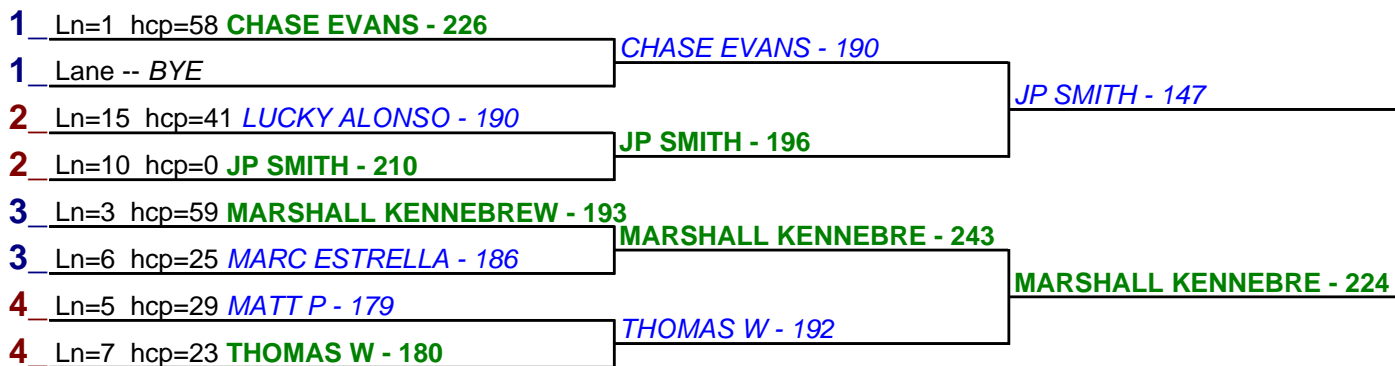 1_ Ln=1 hcp=58 CHASE EVANS - 226
CHASE EVANS - 190
1_ Lane -- BYE
JP SMITH - 147
2_ Ln=15 hcp=41 LUCKY ALONSO - 190
JP SMITH - 196
2_ Ln=10 hcp=0 JP SMITH - 210
3_ Ln=3 hcp=59 MARSHALL KENNEBREW - 193
MARSHALL KENNEBRE - 243
3_ Ln=6 hcp=25 MARC ESTRELLA - 186
MARSHALL KENNEBRE - 224
4_ Ln=5 hcp=29 MATT P - 179
THOMAS W - 192
4_ Ln=7 hcp=23 THOMAS W - 180